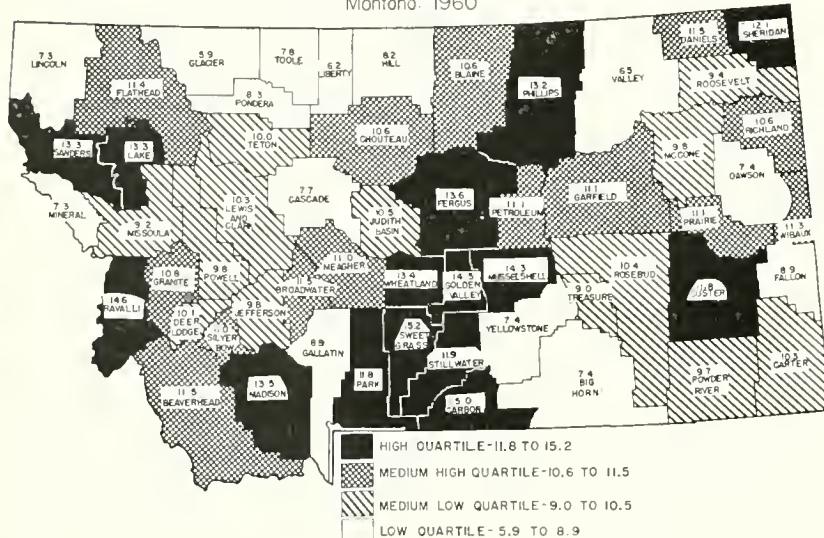 Montana: 1960
7.3
LINCOLN
11.4
FLATHEAD
5.9
GLACIER
7.8
TOOLE
6.2
LIBERTY
8.2
HILL
8.3
PONDERA
10.6
BLAINE
13.2
PHILLIPS
6.5
VALLEY
11.5
DANIELS
12.1
SHERIDAN
9.4
ROOSEVELT
10.6
RICHLAND
13.3
SANDERS
13.3
LAKE
10.0
TETON
10.6
CHOUTEAU
9.8
MCCONE
7.4
DAWSON
7.3
MINERAL
9.2
MISSOULA
10.3
LEWIS
AND
CLARK
7.7
CASCADE
10.5
JUDITH
BASIN
13.6
FERGUS
11.1
PETROLEUM
11.1
GARFIELD
11.1
PRAIRIE
11.3
WIBAUX
10.8
GRANITE
9.8
POWELL
11.0
MEAGHER
11.5
BROADWATER
13.4
WHEATLAND
14.5
GOLDEN
VALLEY
14.3
MUSSELSHELL
9.0
TREASURE
10.4
ROSEBUD
11.8
CUSTER
8.9
FALLON
14.6
RAVALLI
10.1
DEER
LODGE
SILVER
BOW
9.8
JEFFERSON
8.9
GALLATIN
11.8
PARK
15.2
SWEET
GRASS
11.9
STILLWATER
7.4
YELLOWSTONE
7.4
BIG
HORN
9.7
POWDER
RIVER
CARTER
11.5
BEAVERHEAD
13.5
MADISON
CARBON
HIGH QUARTILE-11.8 TO 15.2
MEDIUM HIGH QUARTILE-10.6 TO 11.5
MEDIUM LOW QUARTILE-9.0 TO 10.5
LOW QUARTILE-5.9 TO 8.9